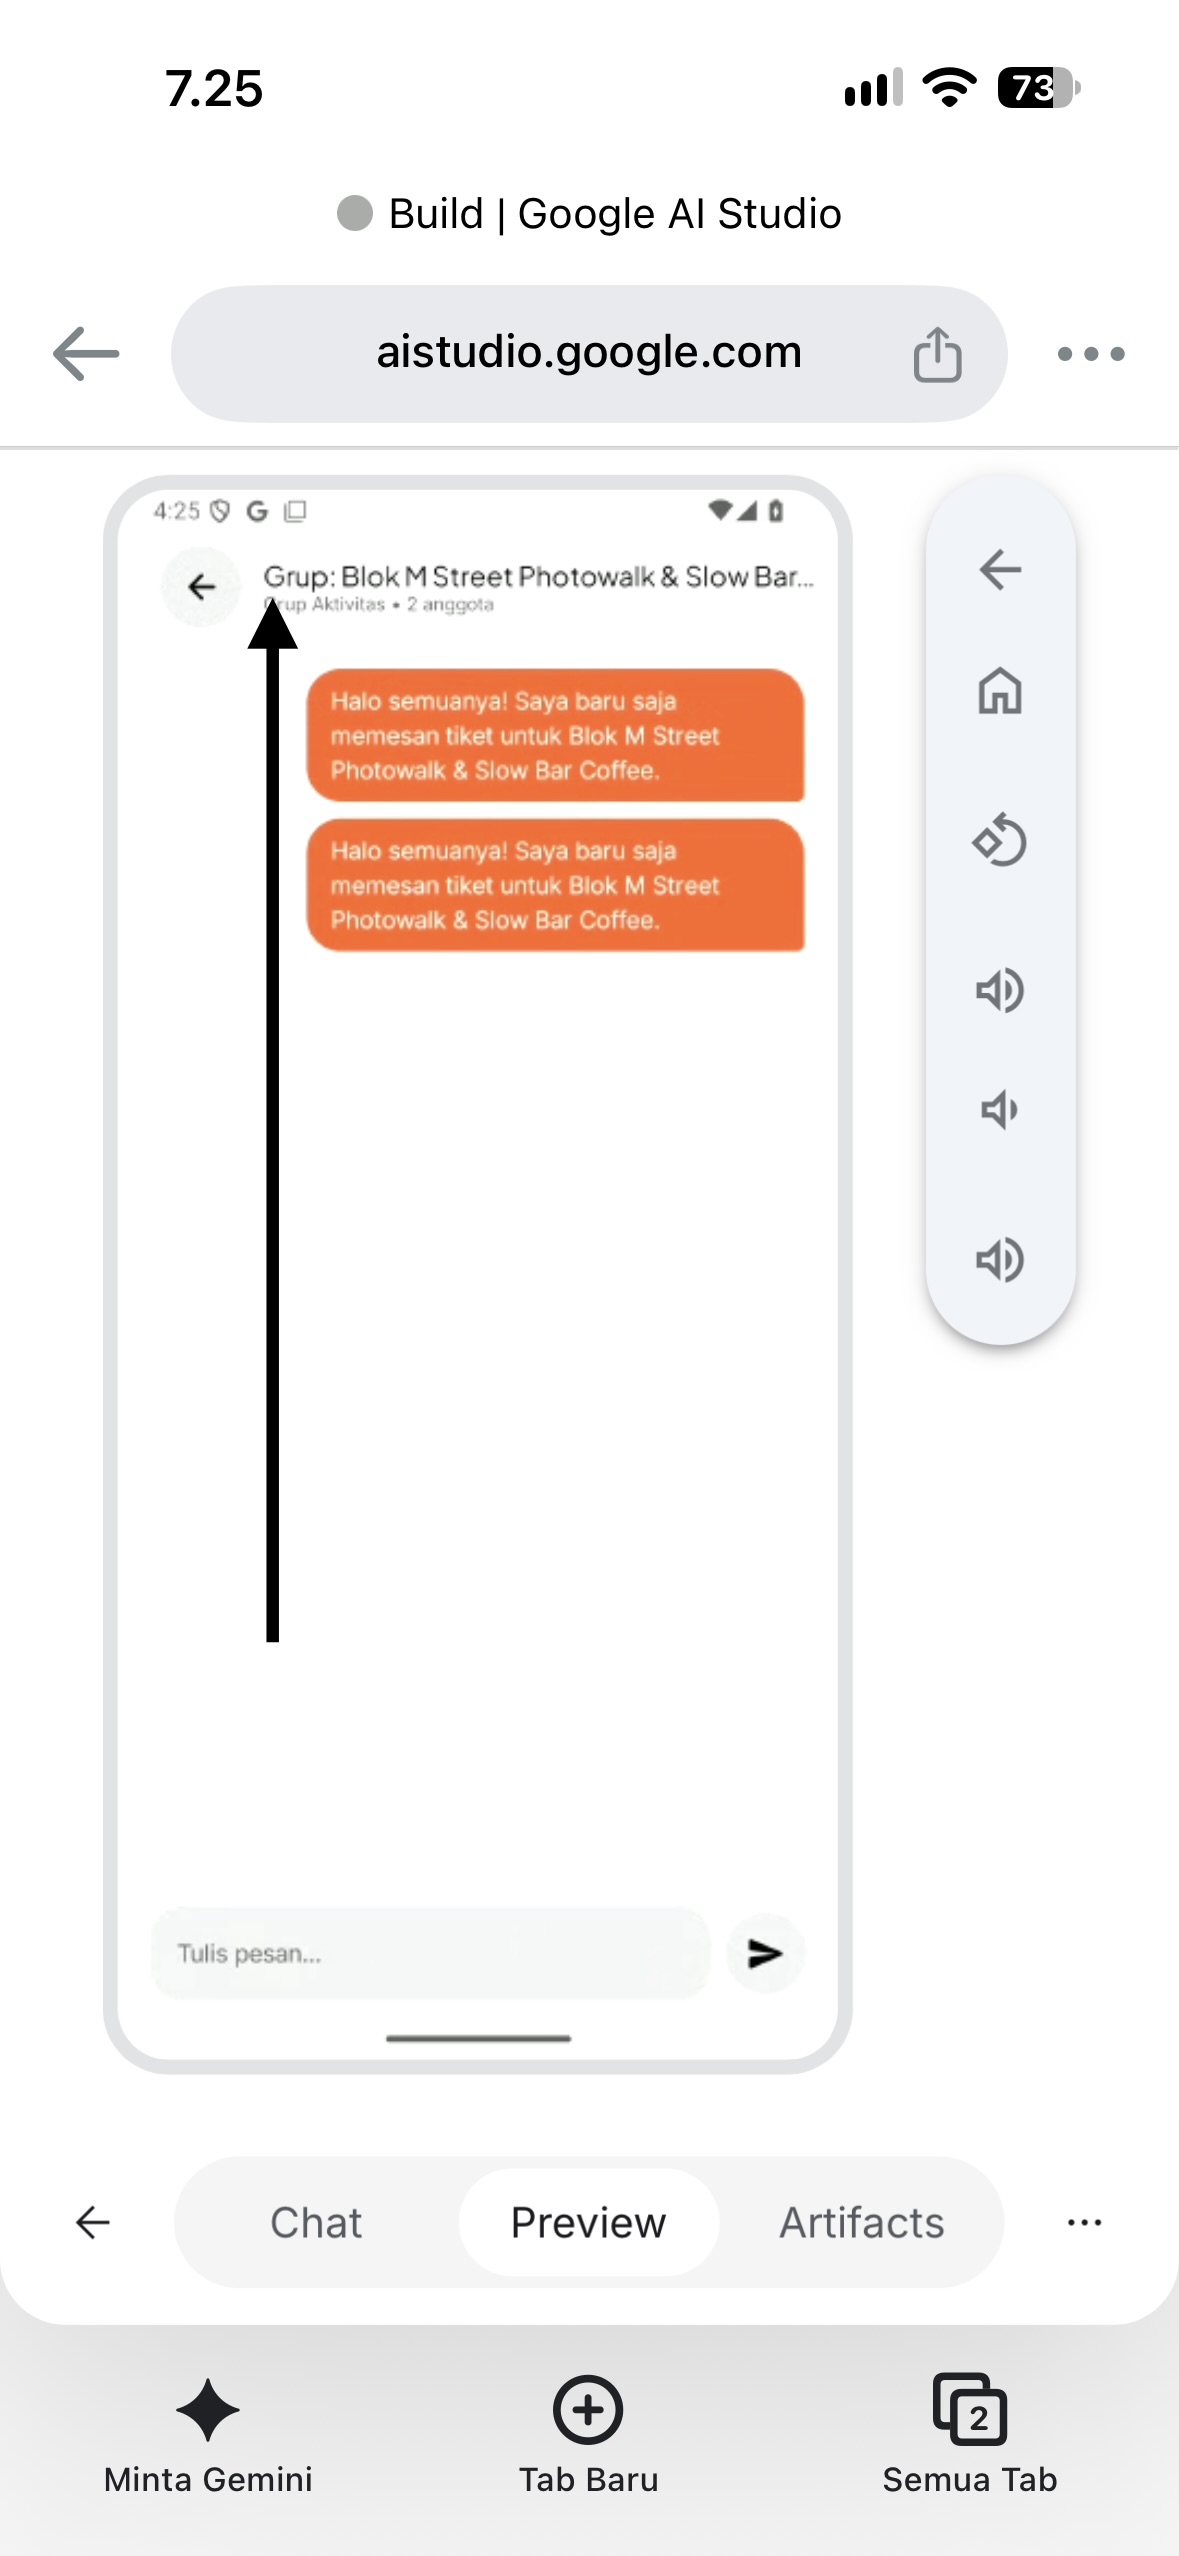 7.25
73
Build | Google AI Studio
aistudio.google.com
4:25
Grup: Blok M Street Photowalk & Slow Bar...
Grup Aktivitas • 2 anggota
Halo semuanya! Saya baru saja
memesan tiket untuk Blok M Street
Photowalk & Slow Bar Coffee.
Halo semuanya! Saya baru saja
memesan tiket untuk Blok M Street
Photowalk & Slow Bar Coffee.
Tulis pesan...
Chat
Preview
Artifacts
Minta Gemini
Tab Baru
2
Semua Tab